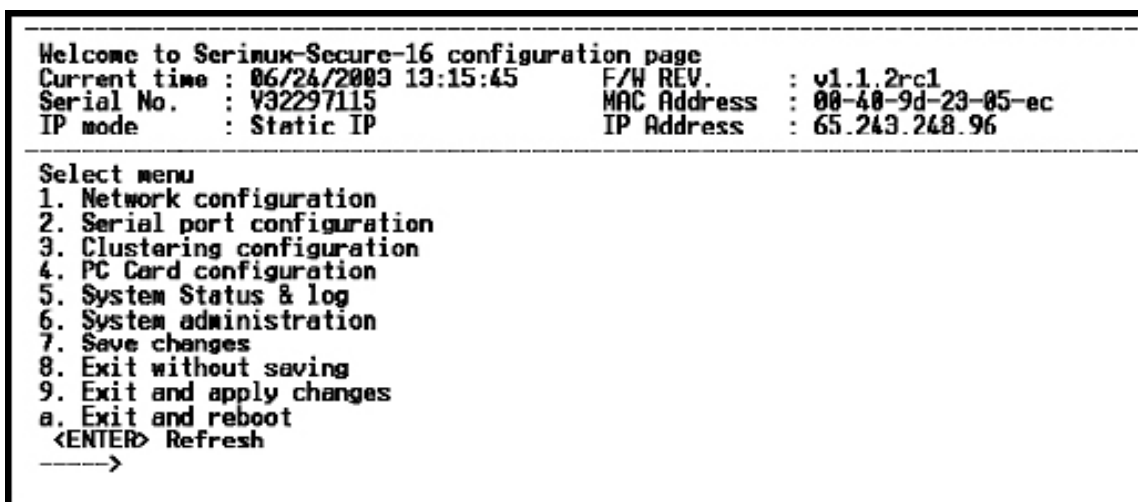 Welcome to Serimux-Secure-16 configuration page
Current time : 06/24/2003 13:15:45 F/W REV. : v1.1.2rc1
Serial No. : V32297115 MAC Address : 00-40-9d-23-05-ec
IP mode : Static IP IP Address : 65.243.248.96
Select menu
1. Network configuration
2. Serial port configuration
3. Clustering configuration
4. PC Card configuration
5. System Status & log
6. System administration
7. Save changes
8. Exit without saving
9. Exit and apply changes
a. Exit and reboot
<ENTER> Refresh
----->